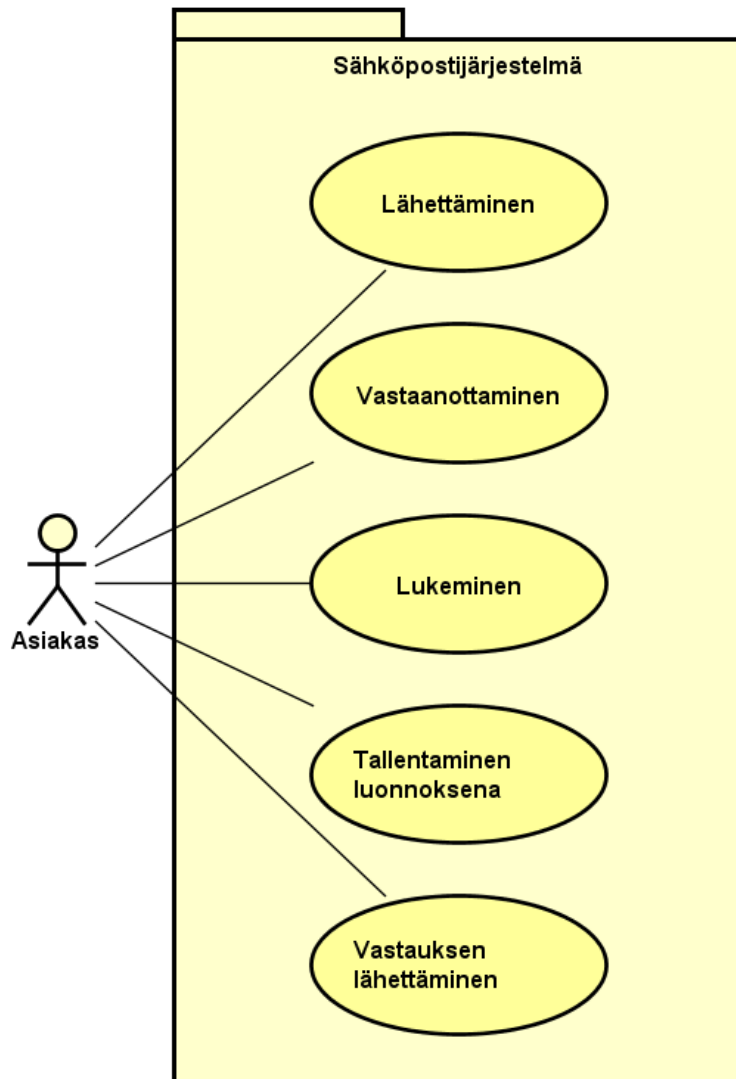 Sähköpostijärjestelmä
Lähettäminen
Vastaanottaminen
Lukeminen
Asiakas
Tallentaminen
luonnoksena
Vastauksen
lähettäminen